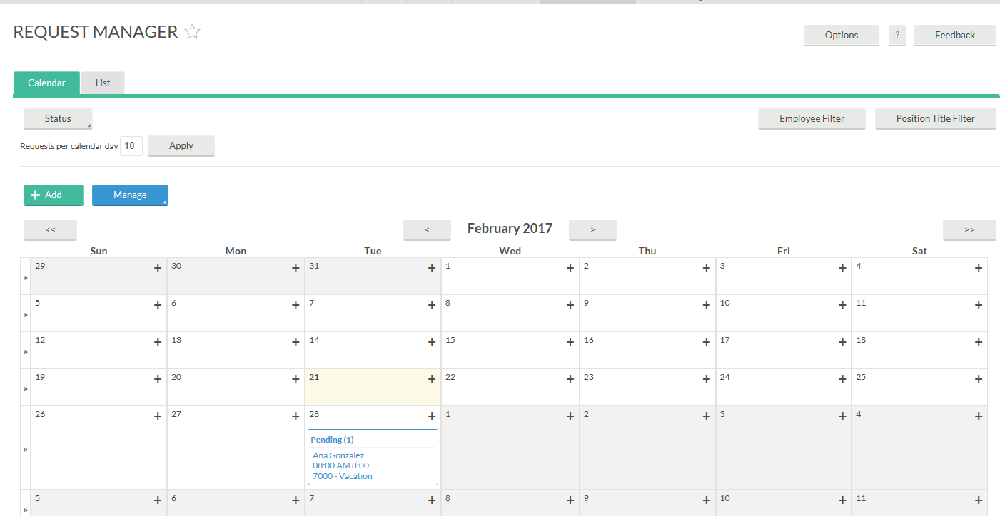 REQUEST MANAGER
Options ? Feedback
Calendar List
Status Employee Filter Position Title Filter
Requests per calendar day 10 Apply
+ Add Manage
<< < February 2017 > >>
Sun Mon Tue Wed Thu Fri Sat
» 29 + 30 + 31 + 1 + 2 + 3 + 4 +
» 5 + 6 + 7 + 8 + 9 + 10 + 11 +
» 12 + 13 + 14 + 15 + 16 + 17 + 18 +
» 19 + 20 + 21 + 22 + 23 + 24 + 25 +
» 26 + 27 + 28 + 1 + 2 + 3 + 4 +
Pending (1)
Ana Gonzalez
08:00 AM 8:00
7000 - Vacation
» 5 + 6 + 7 + 8 + 9 + 10 + 11 +